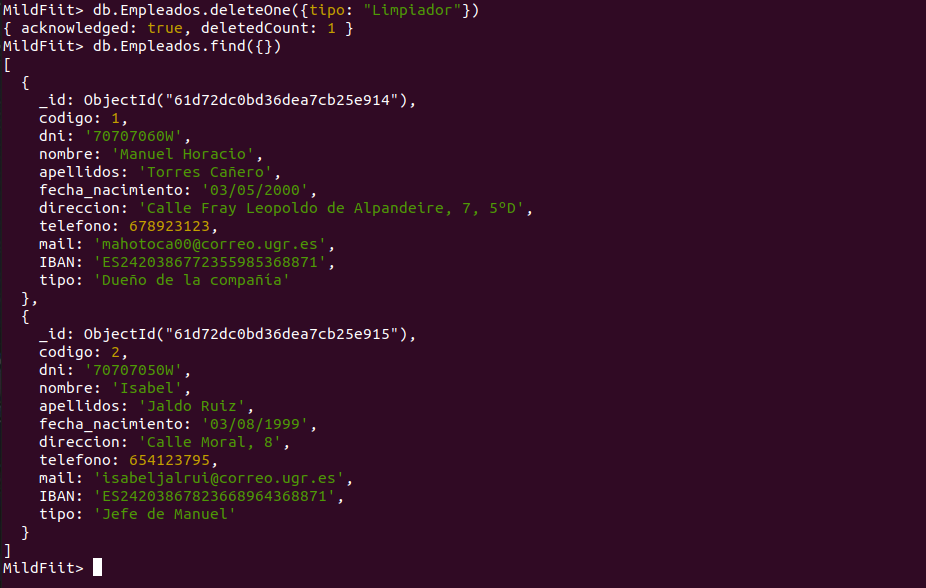 MildFiit> db.Empleados.deleteOne({tipo: "Limpiador"})
{ acknowledged: true, deletedCount: 1 }
MildFiit> db.Empleados.find({})
[
  {
    _id: ObjectId("61d72dc0bd36dea7cb25e914"),
    codigo: 1,
    dni: '70707060W',
    nombre: 'Manuel Horacio',
    apellidos: 'Torres Cañero',
    fecha_nacimiento: '03/05/2000',
    direccion: 'Calle Fray Leopoldo de Alpandeire, 7, 5ºD',
    telefono: 678923123,
    mail: 'mahotoca00@correo.ugr.es',
    IBAN: 'ES2420386772355985368871',
    tipo: 'Dueño de la compañía'
  },
  {
    _id: ObjectId("61d72dc0bd36dea7cb25e915"),
    codigo: 2,
    dni: '70707050W',
    nombre: 'Isabel',
    apellidos: 'Jaldo Ruiz',
    fecha_nacimiento: '03/08/1999',
    direccion: 'Calle Moral, 8',
    telefono: 654123795,
    mail: 'isabeljalrui@correo.ugr.es',
    IBAN: 'ES24203867823668964368871',
    tipo: 'Jefe de Manuel'
  }
]
MildFiit>